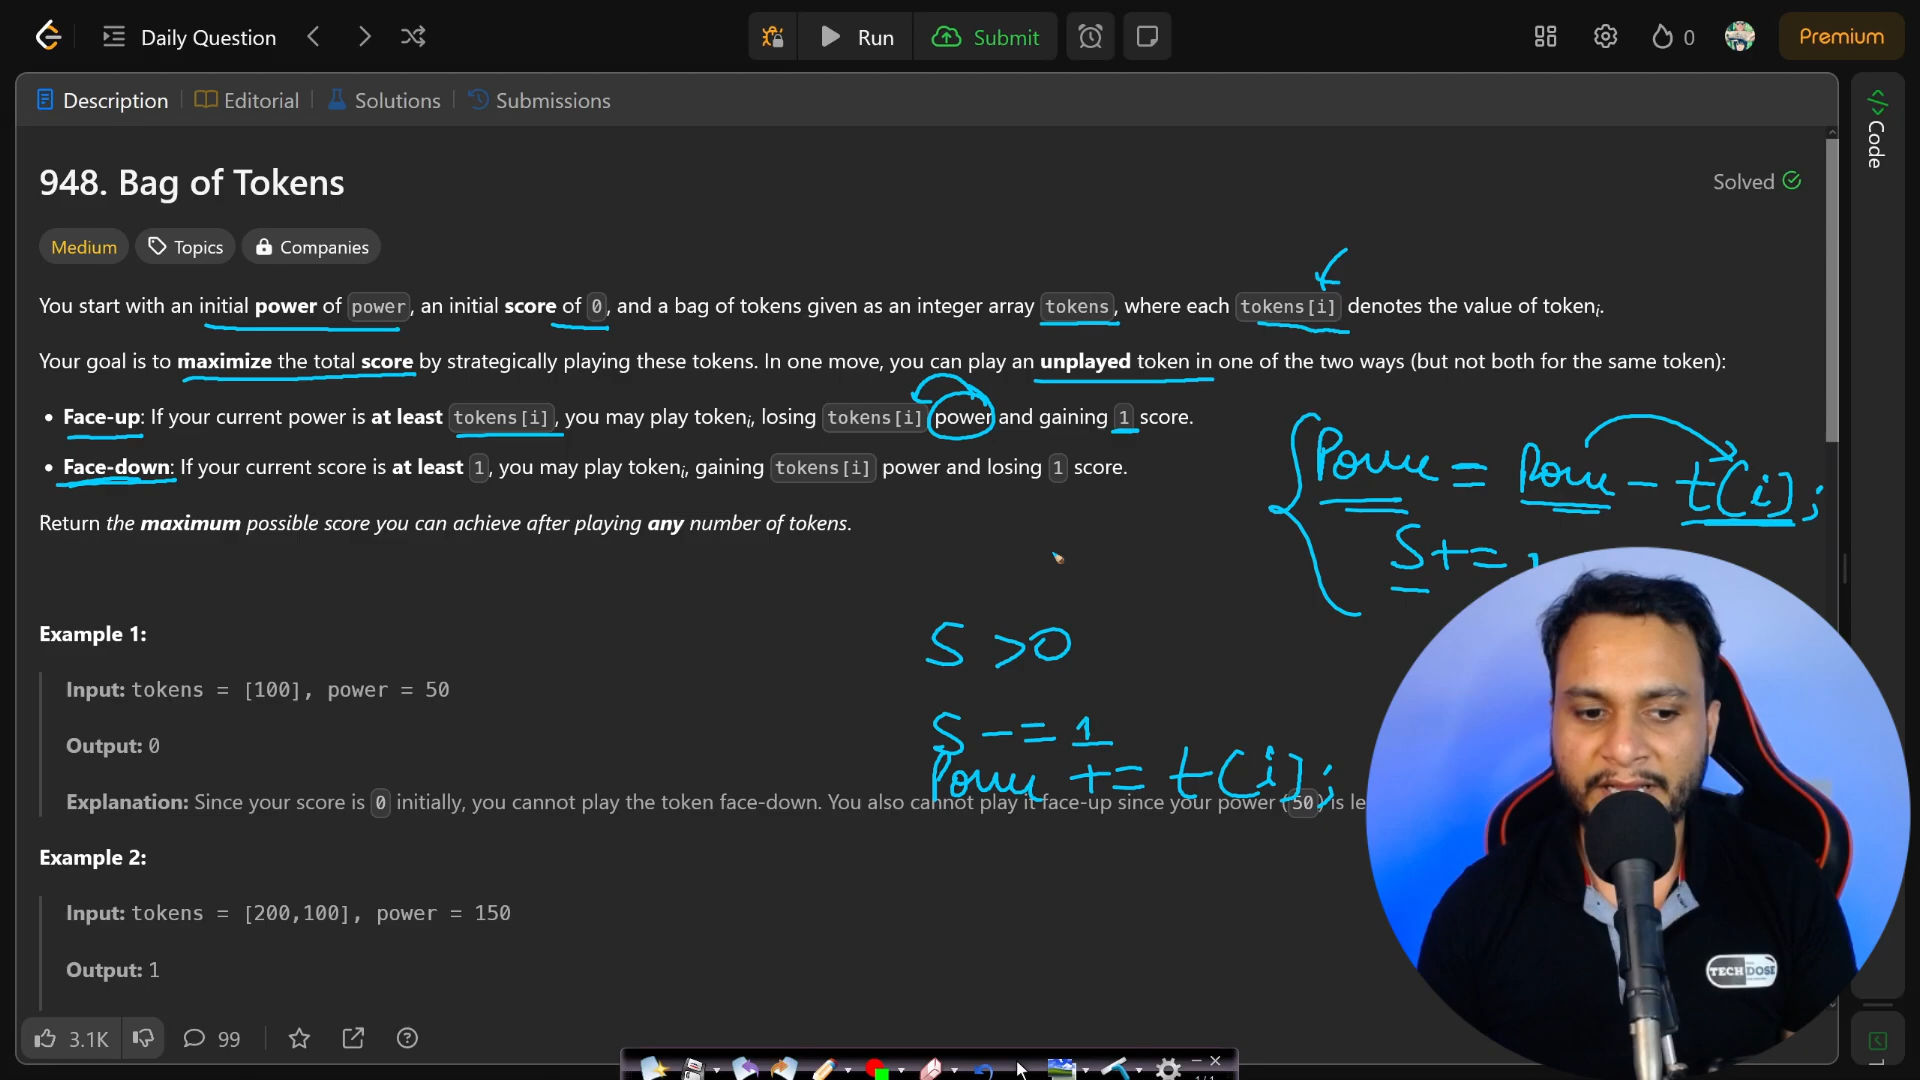 Daily Question
Run
Submit
0
Premium
Description
Editorial
Solutions
Submissions
Code
948. Bag of Tokens
Solved
Medium
Topics
Companies
You start with an initial power of power, an initial score of 0, and a bag of tokens given as an integer array tokens, where each tokens[i] denotes the value of tokeni.
Your goal is to maximize the total score by strategically playing these tokens. In one move, you can play an unplayed token in one of the two ways (but not both for the same token):
• Face-up: If your current power is at least tokens[i], you may play tokeni, losing tokens[i] power and gaining 1 score.
• Face-down: If your current score is at least 1, you may play tokeni, gaining tokens[i] power and losing 1 score.
Power = Power - t[i];
S +=
Return the maximum possible score you can achieve after playing any number of tokens.
S > 0
S -= 1
Power += t[i];
Example 1:
Input: tokens = [100], power = 50
Output: 0
Explanation: Since your score is 0 initially, you cannot play the token face-down. You also cannot play it face-up since your power (50) is le
Example 2:
Input: tokens = [200,100], power = 150
Output: 1
TECH DOSE
3.1K
99